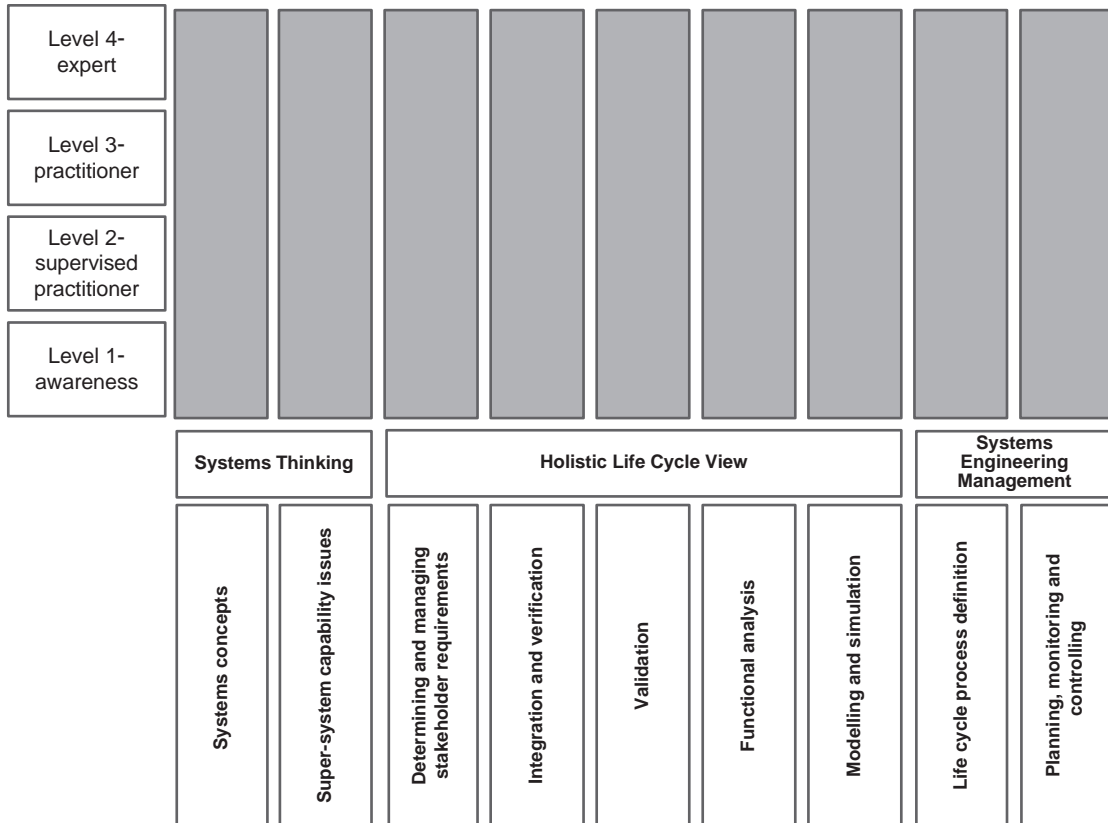 Level 4-
expert
Level 3-
practitioner
Level 2-
supervised
practitioner
Level 1-
awareness
Systems Thinking
Holistic Life Cycle View
Systems
Engineering
Management
Systems concepts
Super-system capability issues
Determining and managing
stakeholder requirements
Integration and verification
Validation
Functional analysis
Modelling and simulation
Life cycle process definition
Planning, monitoring and
controlling